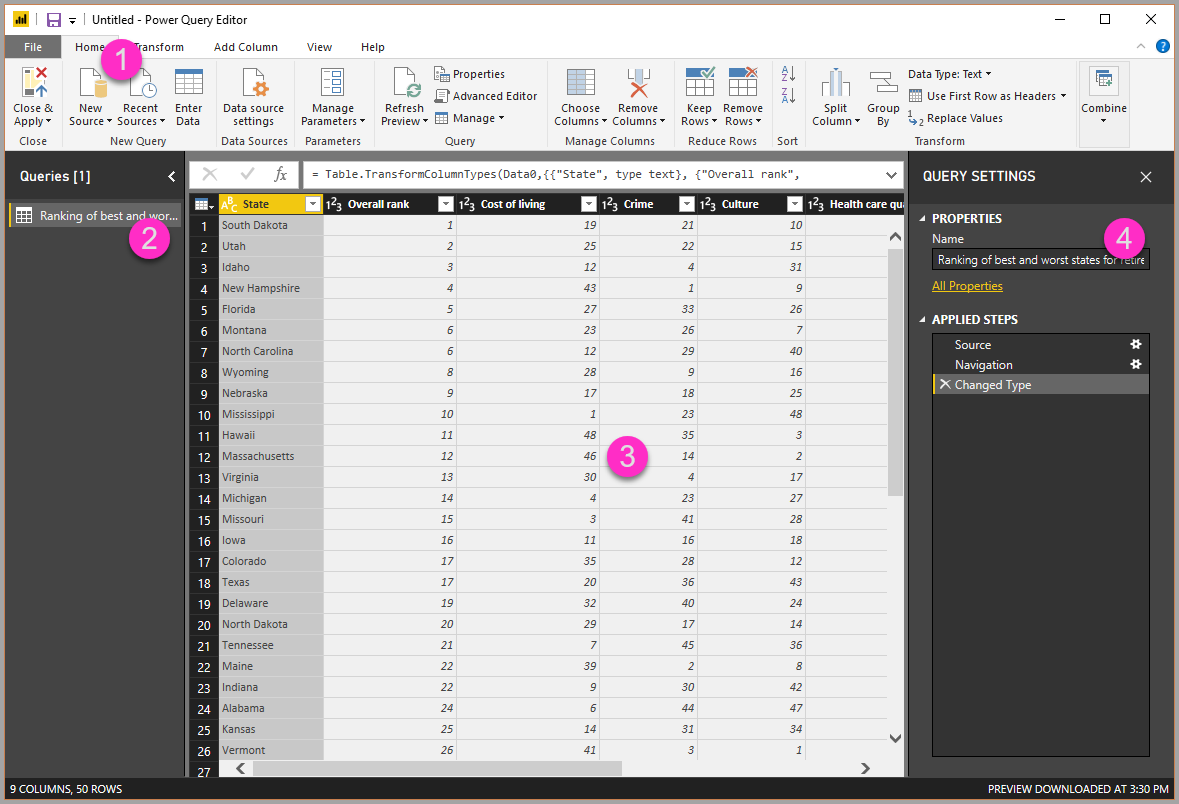 Untitled - Power Query Editor
File Home Transform Add Column View Help
1
Close & Apply
New Source
Recent Sources
Enter Data
Data source settings
Manage Parameters
Refresh Preview
Properties
Advanced Editor
Manage
Choose Columns
Remove Columns
Keep Rows
Remove Rows
Split Column
Group By
Data Type: Text
Use First Row as Headers
Replace Values
Combine
Close New Query Data Sources Parameters Query Manage Columns Reduce Rows Sort Transform
Queries [1]
Ranking of best and wor...
2
fx = Table.TransformColumnTypes(Data0,{{"State", type text}, {"Overall rank",
ABC State 123 Overall rank 123 Cost of living 123 Crime 123 Culture 123 Health care qua
1 South Dakota 1 19 21 10
2 Utah 2 25 22 15
3 Idaho 3 12 4 31
4 New Hampshire 4 43 1 9
5 Florida 5 27 33 26
6 Montana 6 23 26 7
7 North Carolina 6 12 29 40
8 Wyoming 8 28 9 16
9 Nebraska 9 17 18 25
10 Mississippi 10 1 23 48
11 Hawaii 11 48 35 3
12 Massachusetts 12 46 14 2
3
13 Virginia 13 30 4 17
14 Michigan 14 4 23 27
15 Missouri 15 3 41 28
16 Iowa 16 11 16 18
17 Colorado 17 35 28 12
18 Texas 17 20 36 43
19 Delaware 19 32 40 24
20 North Dakota 20 29 17 14
21 Tennessee 21 7 45 36
22 Maine 22 39 2 8
23 Indiana 22 9 30 42
24 Alabama 24 6 44 47
25 Kansas 25 14 31 34
26 Vermont 26 41 3 1
27
QUERY SETTINGS
PROPERTIES
4
Name
Ranking of best and worst states for retire
All Properties
APPLIED STEPS
Source
Navigation
Changed Type
9 COLUMNS, 50 ROWS
PREVIEW DOWNLOADED AT 3:30 PM